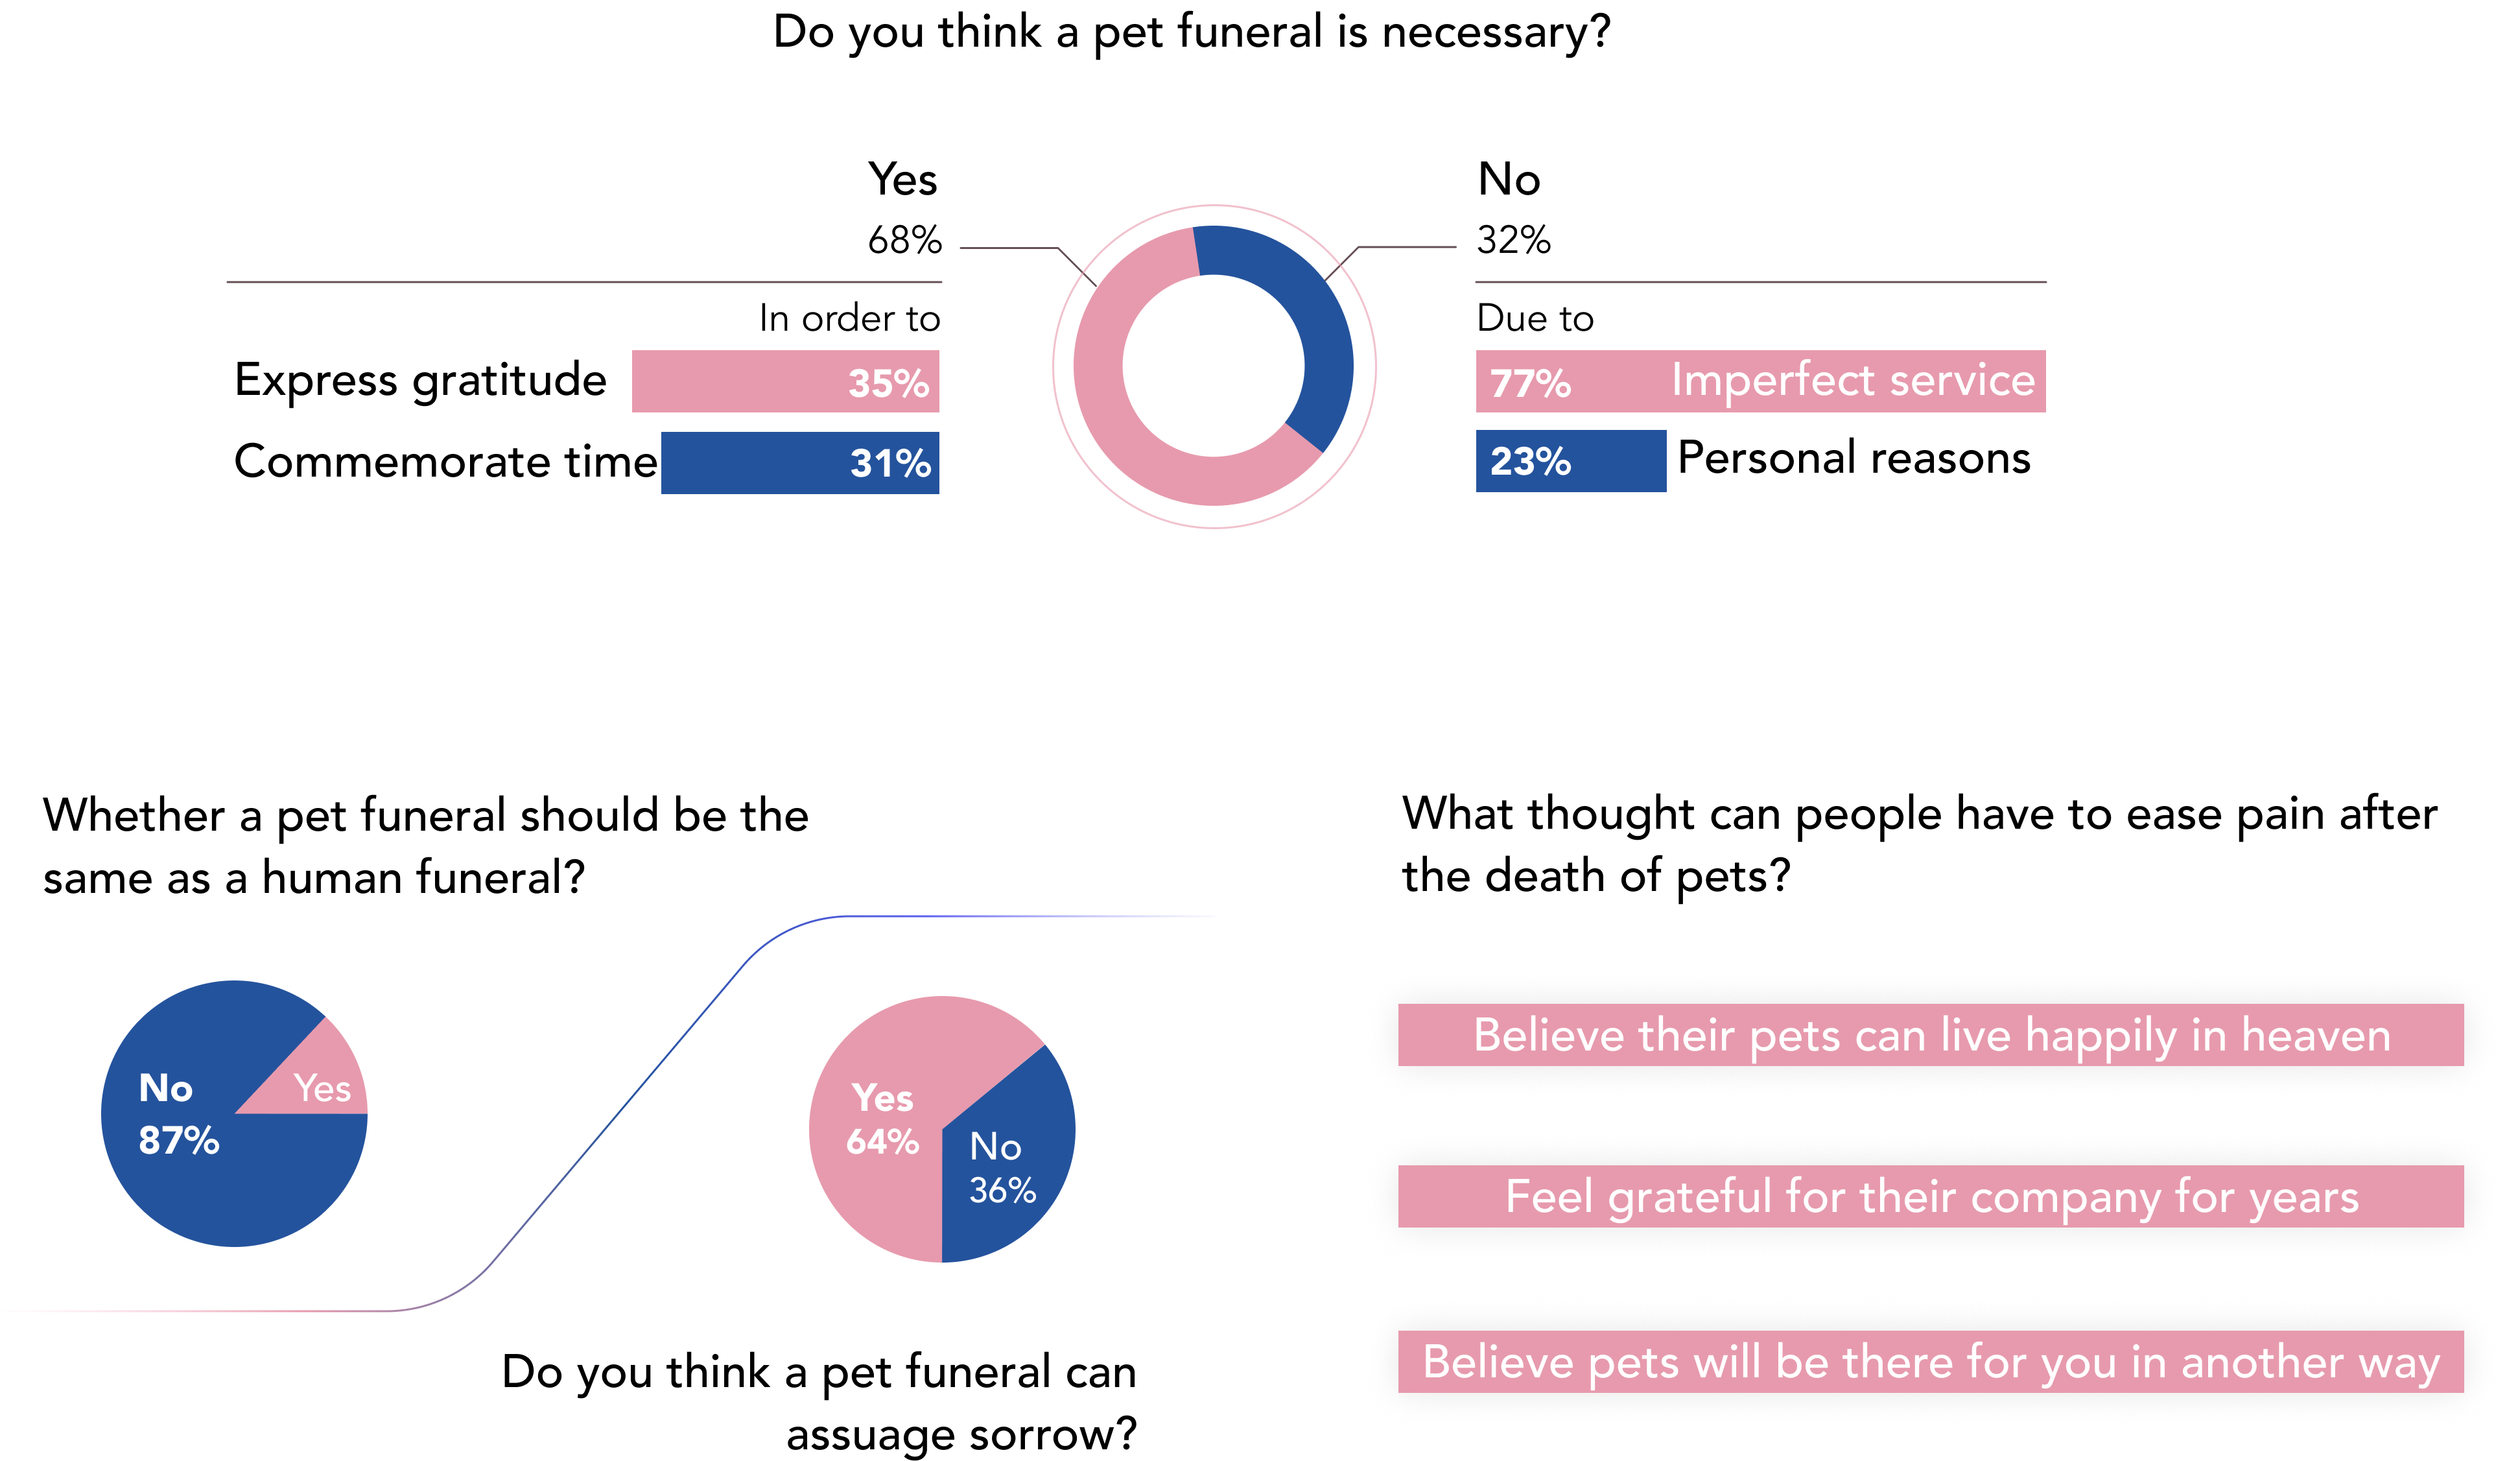 Do you think a pet funeral is necessary?
Yes
68%
In order to
Express gratitude 35%
Commemorate time 31%
No
32%
Due to
77% Imperfect service
23% Personal reasons
Whether a pet funeral should be the
same as a human funeral?
No
87%
Yes
Yes
64%
No
36%
Do you think a pet funeral can
assuage sorrow?
What thought can people have to ease pain after
the death of pets?
Believe their pets can live happily in heaven
Feel grateful for their company for years
Believe pets will be there for you in another way